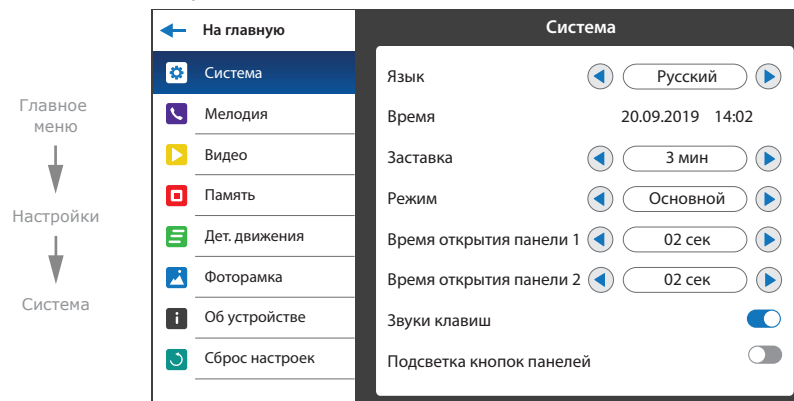 Главное
меню
Настройки
Система
На главную
Система
Мелодия
Видео
Память
Дет. движения
Фоторамка
Об устройстве
Сброс настроек
Система
Язык Русский
Время 20.09.2019 14:02
Заставка 3 мин
Режим Основной
Время открытия панели 1 02 сек
Время открытия панели 2 02 сек
Звуки клавиш
Подсветка кнопок панелей